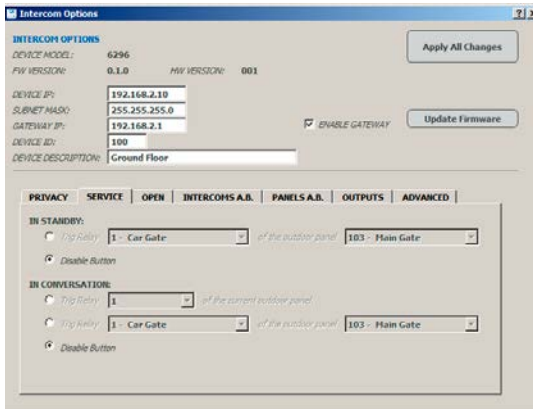 Intercom Options
INTERCOM OPTIONS
DEVICE MODEL: 6296
FW VERSION: 0.1.0 HW VERSION: 001
Apply All Changes
DEVICE IP: 192.168.2.10
SUBNET MASK: 255.255.255.0
GATEWAY IP: 192.168.2.1 ENABLE GATEWAY Update Firmware
DEVICE ID: 100
DEVICE DESCRIPTION: Ground Floor
PRIVACY SERVICE OPEN INTERCOMS A.B. PANELS A.B. OUTPUTS ADVANCED
IN STANDBY:
Trig Relay 1 - Car Gate of the outdoor panel 103 - Main Gate
Disable Button
IN CONVERSATION:
Trig Relay 1 of the current outdoor panel
Trig Relay 1 - Car Gate of the outdoor panel 103 - Main Gate
Disable Button